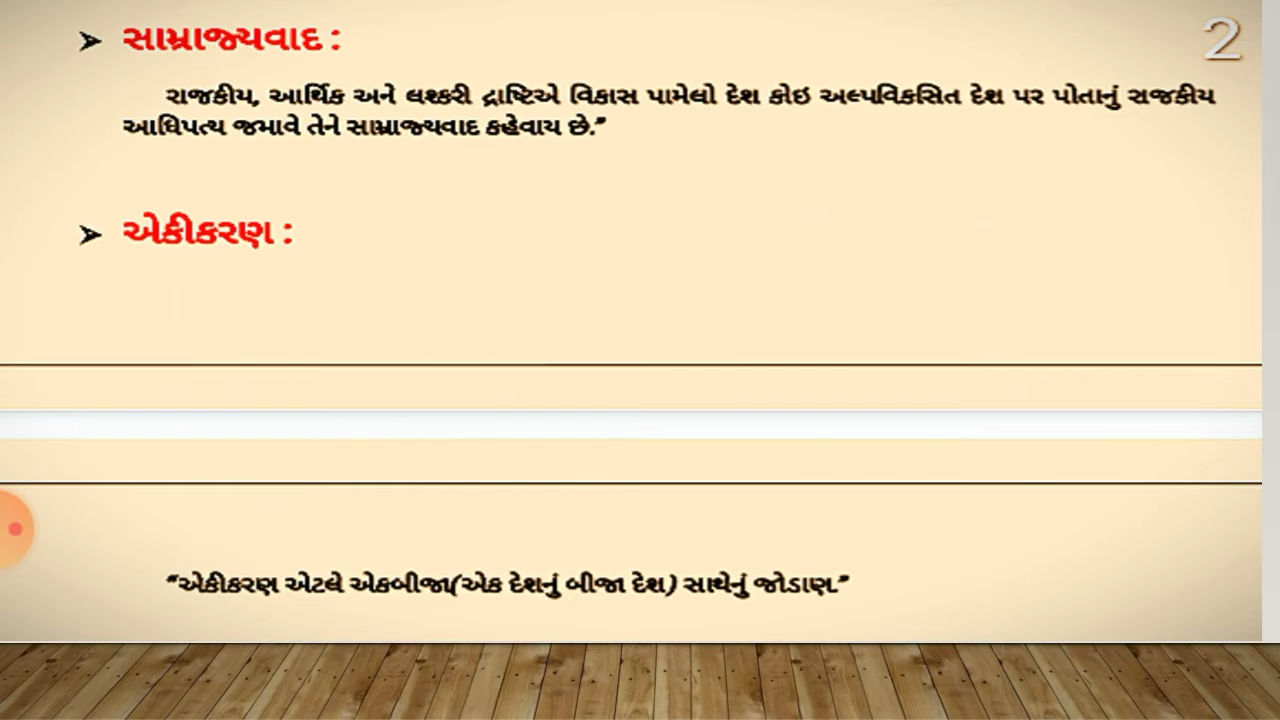 ➤ સામ્રાજ્યવાદ :
2
રાજકીય, આર્થિક અને લશ્કરી દ્રાષ્ટિએ વિકાસ પામેલો દેશ કોઇ અલ્પવિકસિત દેશ પર પોતાનું રાજકીય
આધિપત્ય જમાવે તેને સામ્રાજ્યવાદ કહેવાય છે.”
➤ એકીકરણ :
“એકીકરણ એટલે એકબીજા(એક દેશનું બીજા દેશ) સાથેનું જોડાણ.”